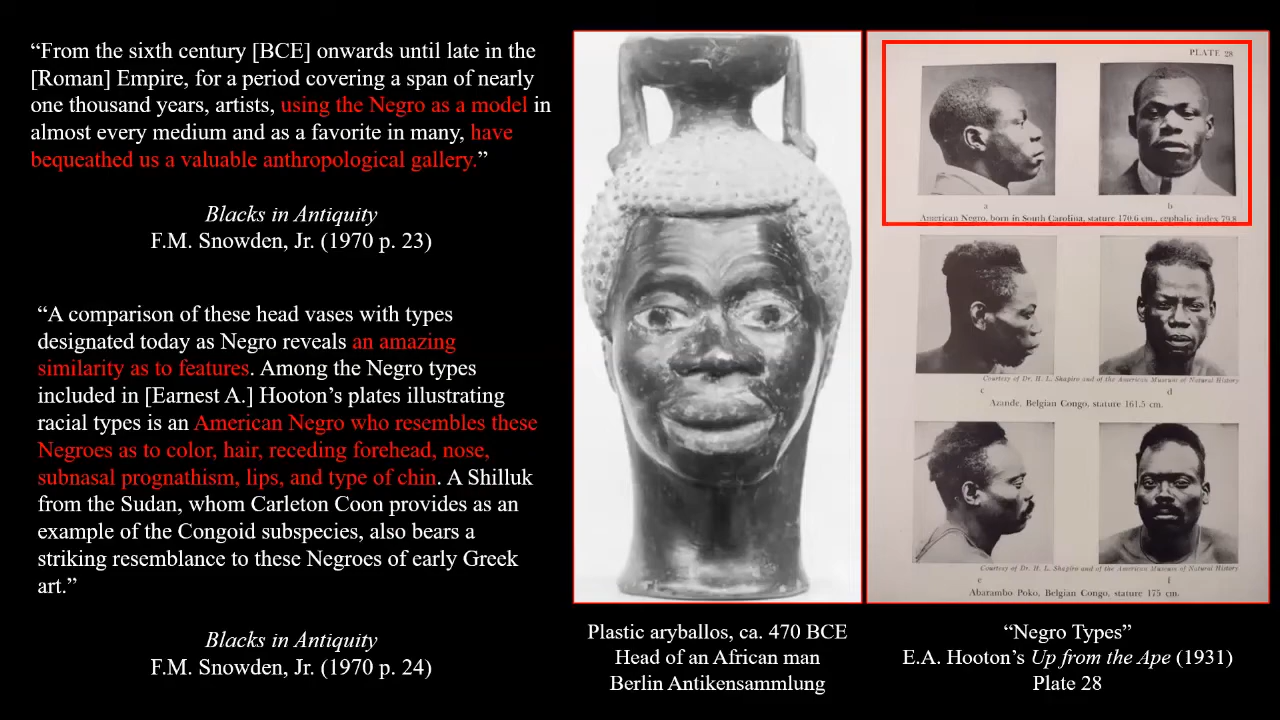 “From the sixth century [BCE] onwards until late in the
[Roman] Empire, for a period covering a span of nearly
one thousand years, artists, using the Negro as a model in
almost every medium and as a favorite in many, have
bequeathed us a valuable anthropological gallery.”
Blacks in Antiquity
F.M. Snowden, Jr. (1970 p. 23)
“A comparison of these head vases with types
designated today as Negro reveals an amazing
similarity as to features. Among the Negro types
included in [Earnest A.] Hooton’s plates illustrating
racial types is an American Negro who resembles these
Negroes as to color, hair, receding forehead, nose,
subnasal prognathism, lips, and type of chin. A Shilluk
from the Sudan, whom Carleton Coon provides as an
example of the Congoid subspecies, also bears a
striking resemblance to these Negroes of early Greek
art.”
Blacks in Antiquity
F.M. Snowden, Jr. (1970 p. 24)
Plastic aryballos, ca. 470 BCE
Head of an African man
Berlin Antikensammlung
PLATE 28
a b
American Negro, born in South Carolina, stature 170.6 cm., cephalic index 79.8
Courtesy of Dr. H. L. Shapiro and of the American Museum of Natural History
c d
Azande, Belgian Congo, stature 161.5 cm.
Courtesy of Dr. H. L. Shapiro and of the American Museum of Natural History
e f
Abarambo Poko, Belgian Congo, stature 175 cm.
“Negro Types”
E.A. Hooton’s Up from the Ape (1931)
Plate 28